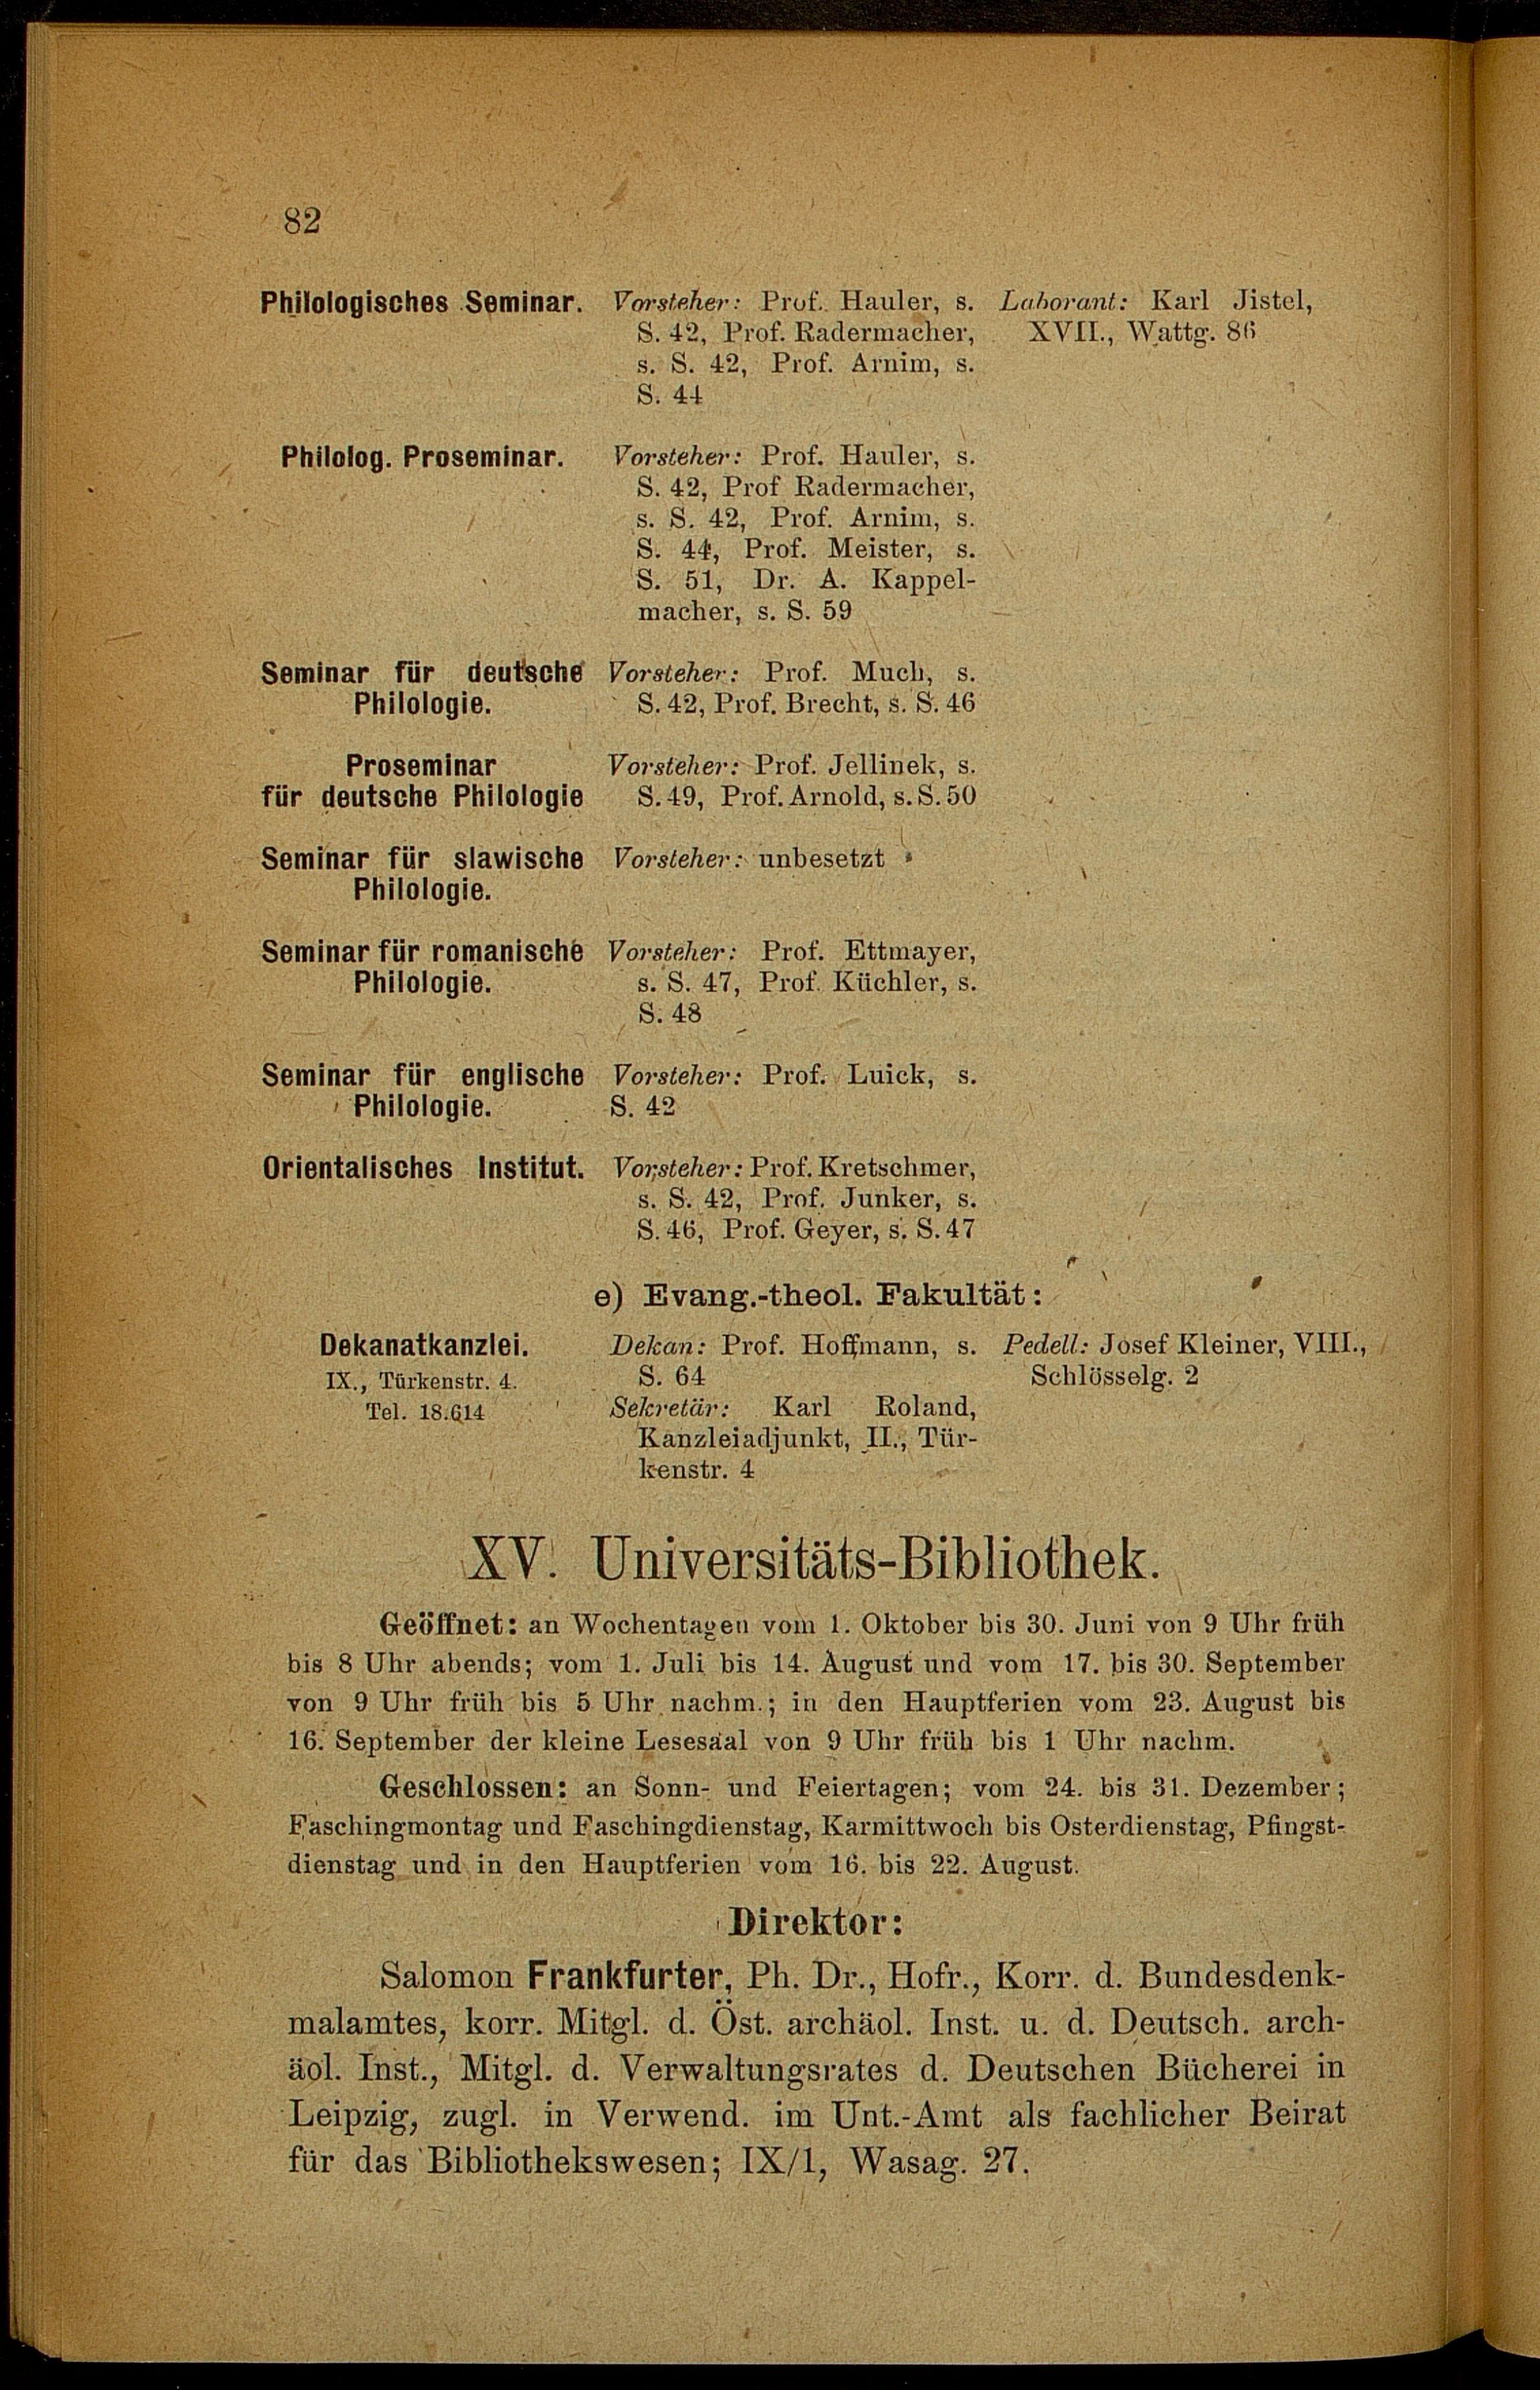 82
Philologisches Seminar. Vorsteher: Prof. Hauler, s. Laborant: Karl Jistel,
S. 42, Prof. Radermacher, XVII., Wattg. 86
s. S. 42, Prof. Arnim, s.
S. 44
Philolog. Proseminar. Vorsteher: Prof. Hauler, s.
S. 42, Prof Radermacher,
s. S. 42, Prof. Arnim, s.
S. 44, Prof. Meister, s.
S. 51, Dr. A. Kappel-
macher, s. S. 59
Seminar für deutsche Vorsteher: Prof. Much, s.
Philologie. S. 42, Prof. Brecht, s. S. 46
Proseminar Vorsteher: Prof. Jellinek, s.
für deutsche Philologie S. 49, Prof. Arnold, s. S. 50
Seminar für slawische Vorsteher: unbesetzt
Philologie.
Seminar für romanische Vorsteher: Prof. Ettmayer,
Philologie. s. S. 47, Prof. Küchler, s.
S. 48
Seminar für englische Vorsteher: Prof. Luick, s.
Philologie. S. 42
Orientalisches Institut. Vorsteher: Prof. Kretschmer,
s. S. 42, Prof. Junker, s.
S. 46, Prof. Geyer, s. S. 47
e) Evang.-theol. Fakultät:
Dekanatkanzlei. Dekan: Prof. Hoffmann, s. Pedell: Josef Kleiner, VIII.,
IX., Türkenstr. 4. S. 64 Schlösselg. 2
Tel. 18.614 Sekretär: Karl Roland,
Kanzleiadjunkt, II., Tür-
kenstr. 4
XV. Universitäts-Bibliothek.
Geöffnet: an Wochentagen vom 1. Oktober bis 30. Juni von 9 Uhr früh
bis 8 Uhr abends; vom 1. Juli bis 14. August und vom 17. bis 30. September
von 9 Uhr früh bis 5 Uhr nachm.; in den Hauptferien vom 23. August bis
16. September der kleine Lesesaal von 9 Uhr früh bis 1 Uhr nachm.
Geschlossen: an Sonn- und Feiertagen; vom 24. bis 31. Dezember;
Faschingmontag und Faschingdienstag, Karmittwoch bis Osterdienstag, Pfingst-
dienstag und in den Hauptferien vom 16. bis 22. August.
Direktor:
Salomon Frankfurter, Ph. Dr., Hofr., Korr. d. Bundesdenk-
malamtes, korr. Mitgl. d. Öst. archäol. Inst. u. d. Deutsch. arch-
äol. Inst., Mitgl. d. Verwaltungsrates d. Deutschen Bücherei in
Leipzig, zugl. in Verwend. im Unt.-Amt als fachlicher Beirat
für das Bibliothekswesen; IX/1, Wasag. 27.